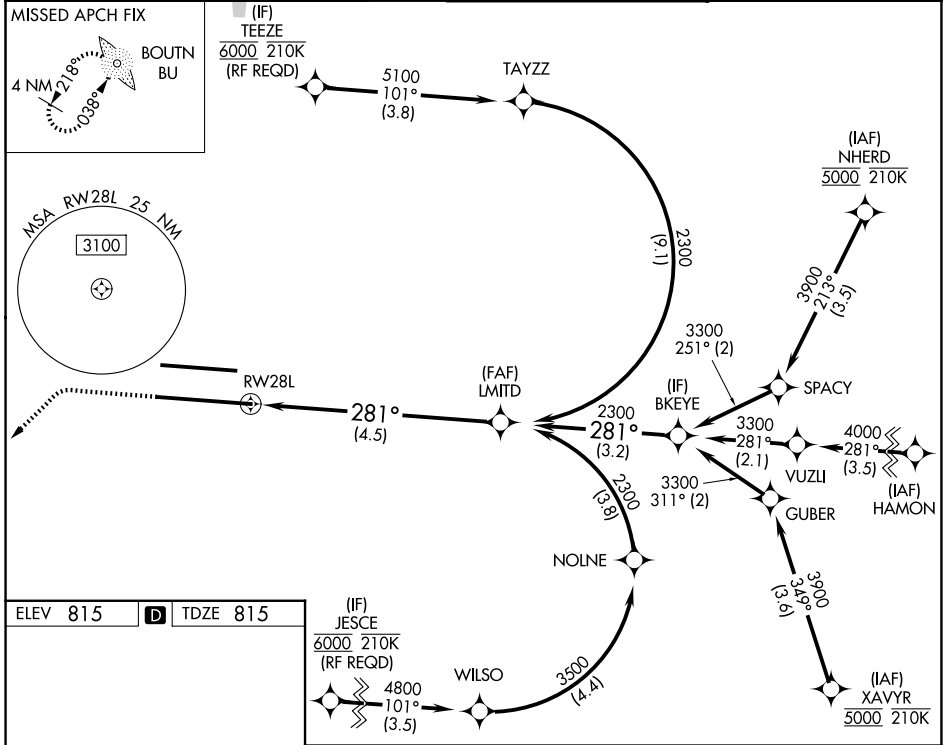 MISSED APCH FIX
BOUTN
BU
4 NM
218°
038°
(IF)
TEEZE
6000 210K
(RF REQD)
5100
101°
(3.8)
TAYZZ
2300
(9.1)
(IAF)
NHERD
5000 210K
3900
213°
(3.5)
MSA RW28L 25 NM
3100
RW28L
281°
(4.5)
(FAF)
LMITD
3300
251° (2)
SPACY
(IF)
BKEYE
2300
281°
(3.2)
3300
281°
(2.1)
VUZLI
4000
281°
(3.5)
(IAF)
HAMON
3300
311° (2)
GUBER
2300
(3.8)
NOLNE
3900
349°
(3.6)
(IAF)
XAVYR
5000 210K
ELEV 815 D TDZE 815
(IF)
JESCE
6000 210K
(RF REQD)
4800
101°
(3.5)
WILSO
3500
(4.4)